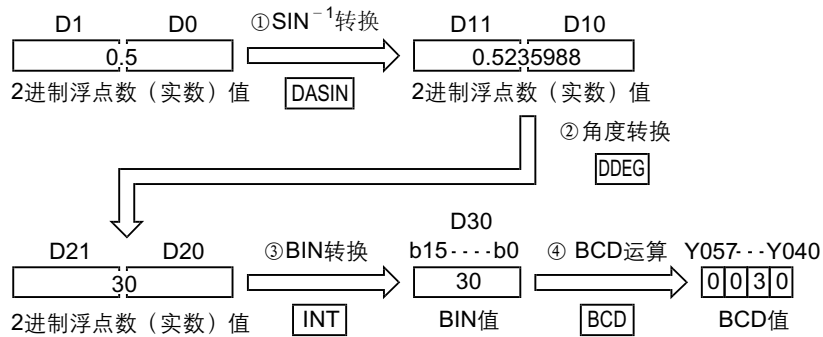 D1 D0 ①SIN⁻¹转换 D11 D10
0.5 0.5235988
2进制浮点数（实数）值 DASIN 2进制浮点数（实数）值
②角度转换
DDEG
D30
D21 D20 ③BIN转换 b15----b0 ④ BCD运算 Y057---Y040
30 30 0 0 3 0
2进制浮点数（实数）值 INT BIN值 BCD BCD值